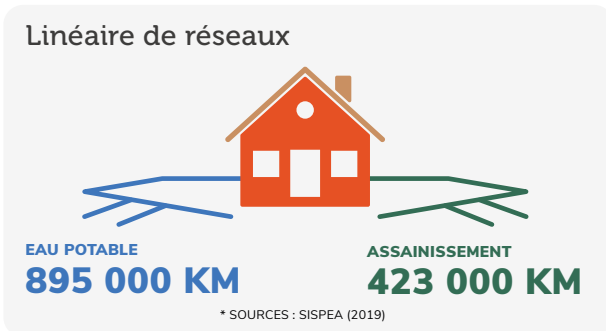 Linéaire de réseaux
EAU POTABLE
895 000 KM
ASSAINISSEMENT
423 000 KM
* SOURCES : SISPEA (2019)